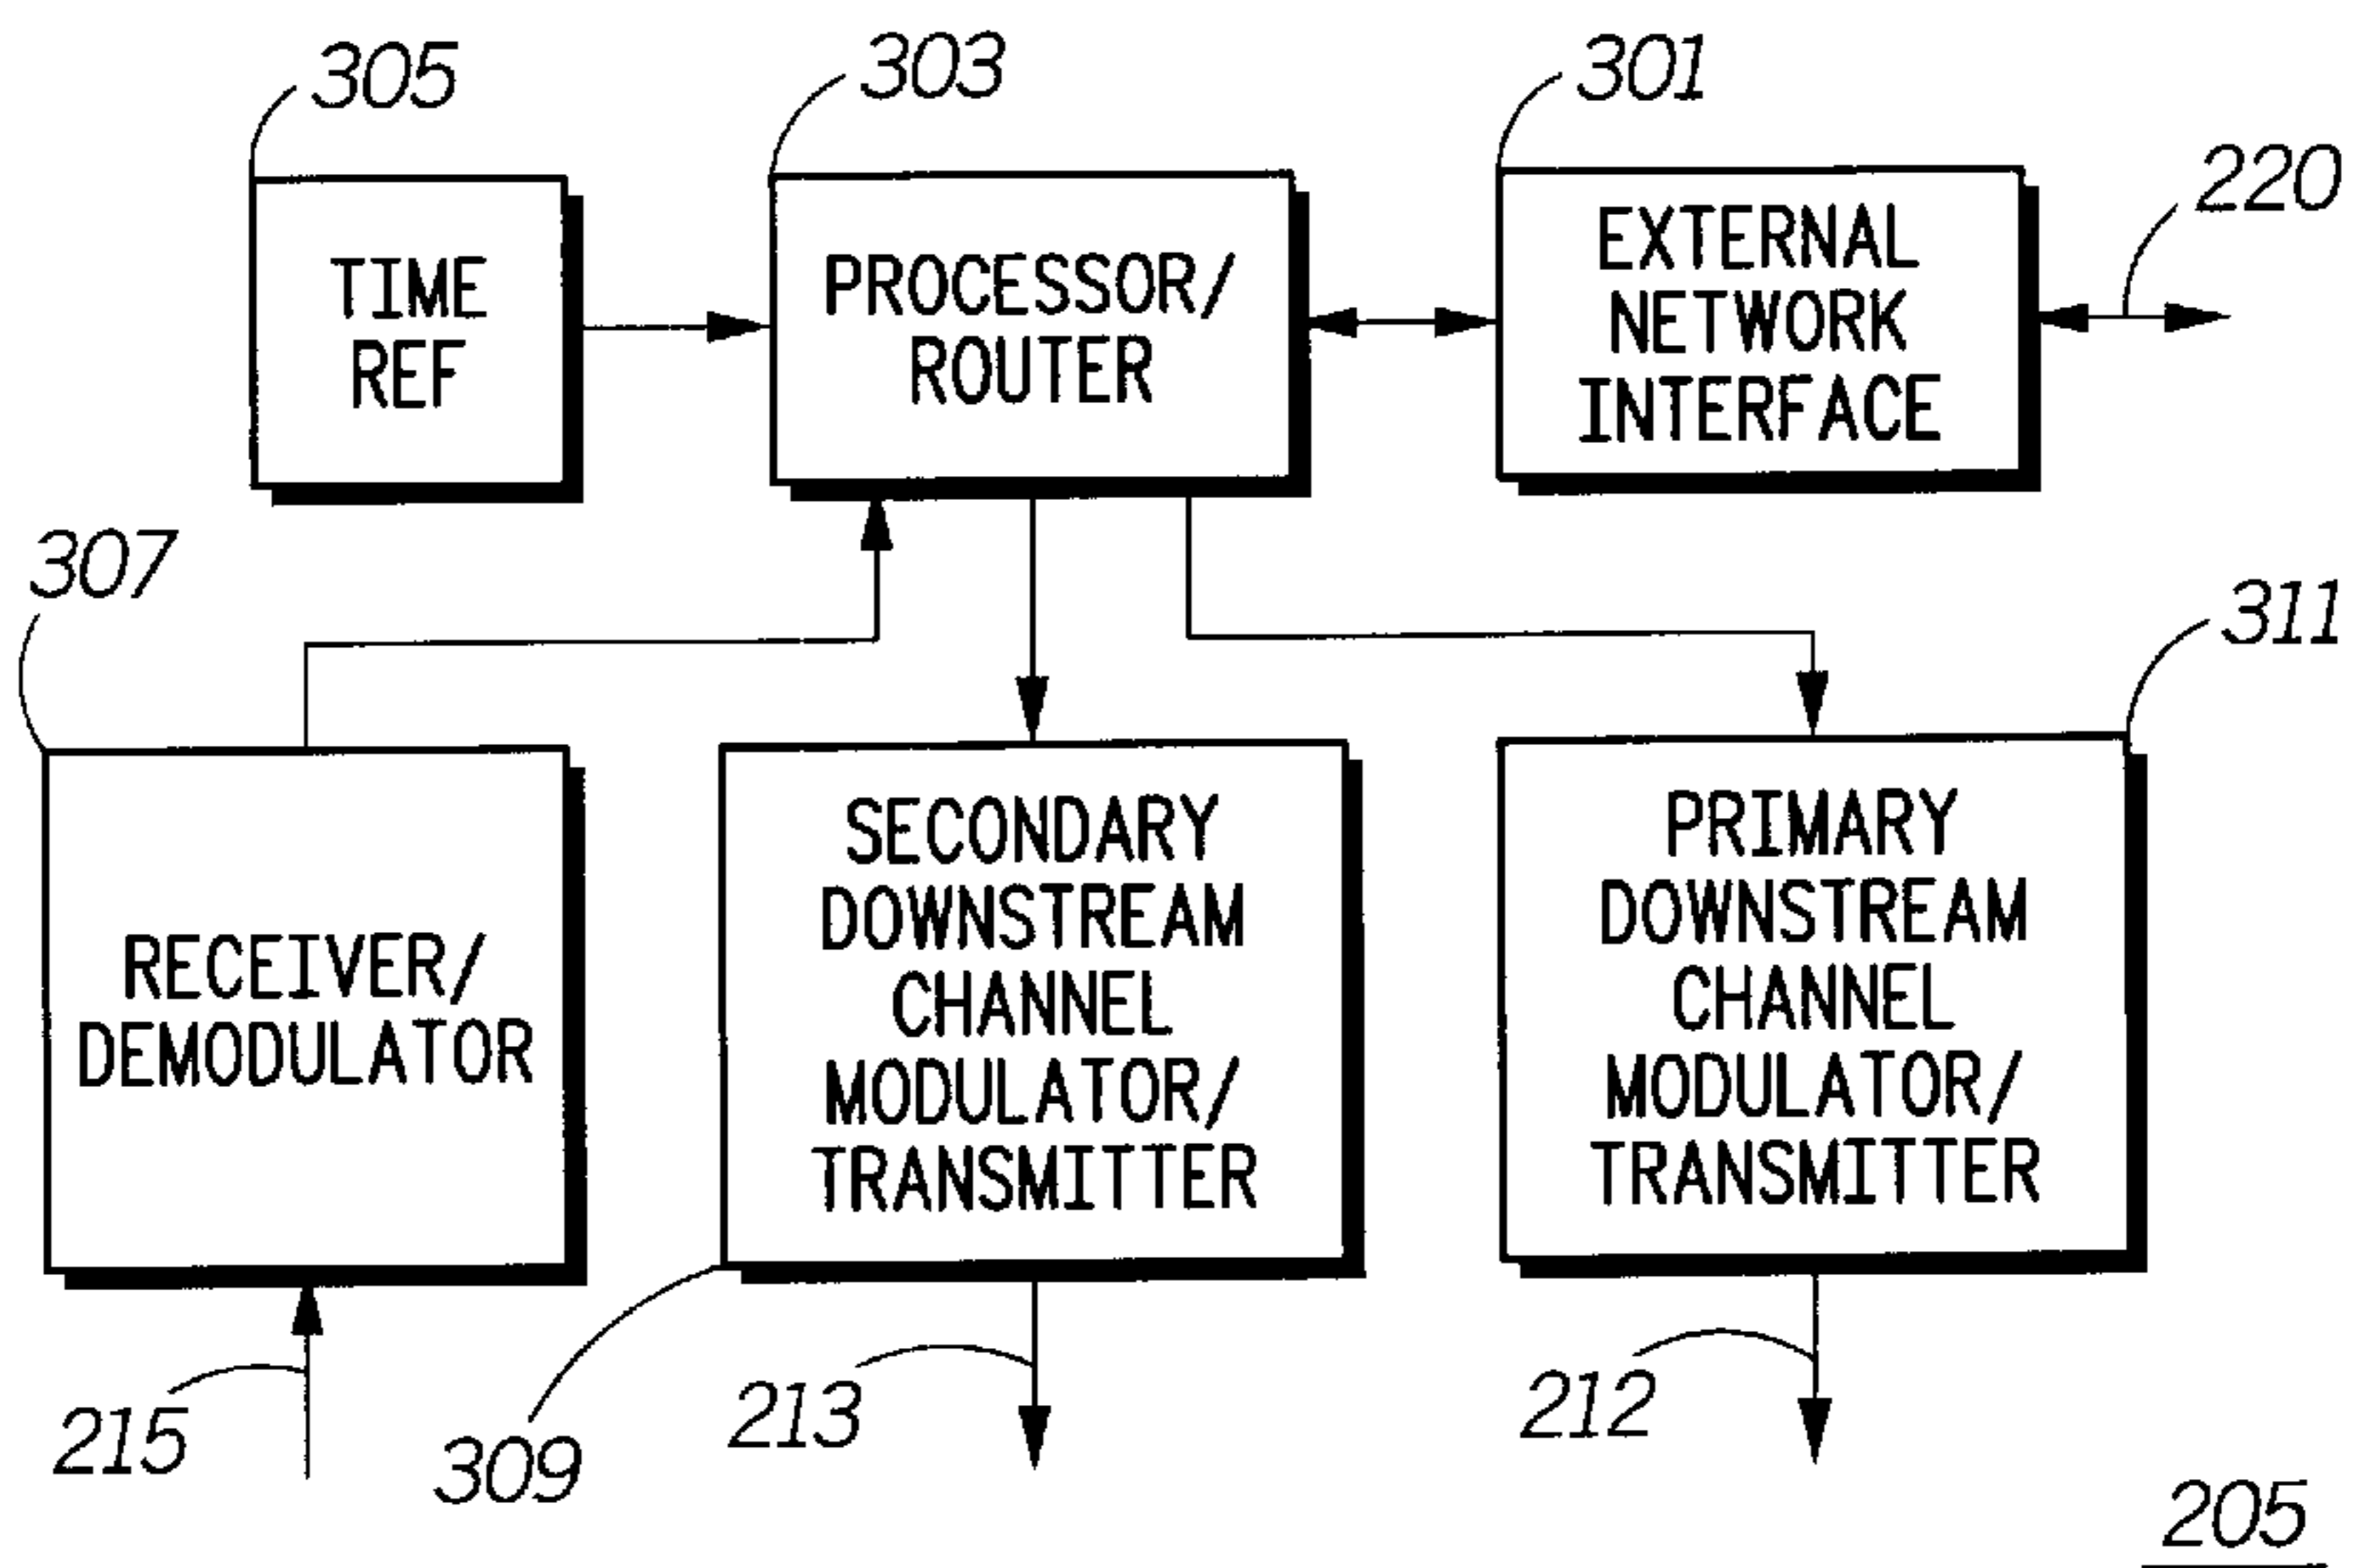 305
303
301
220
TIME
REF
PROCESSOR/
ROUTER
EXTERNAL
NETWORK
INTERFACE
307
311
RECEIVER/
DEMODULATOR
SECONDARY
DOWNSTREAM
CHANNEL
MODULATOR/
TRANSMITTER
PRIMARY
DOWNSTREAM
CHANNEL
MODULATOR/
TRANSMITTER
215
309
213
212
205